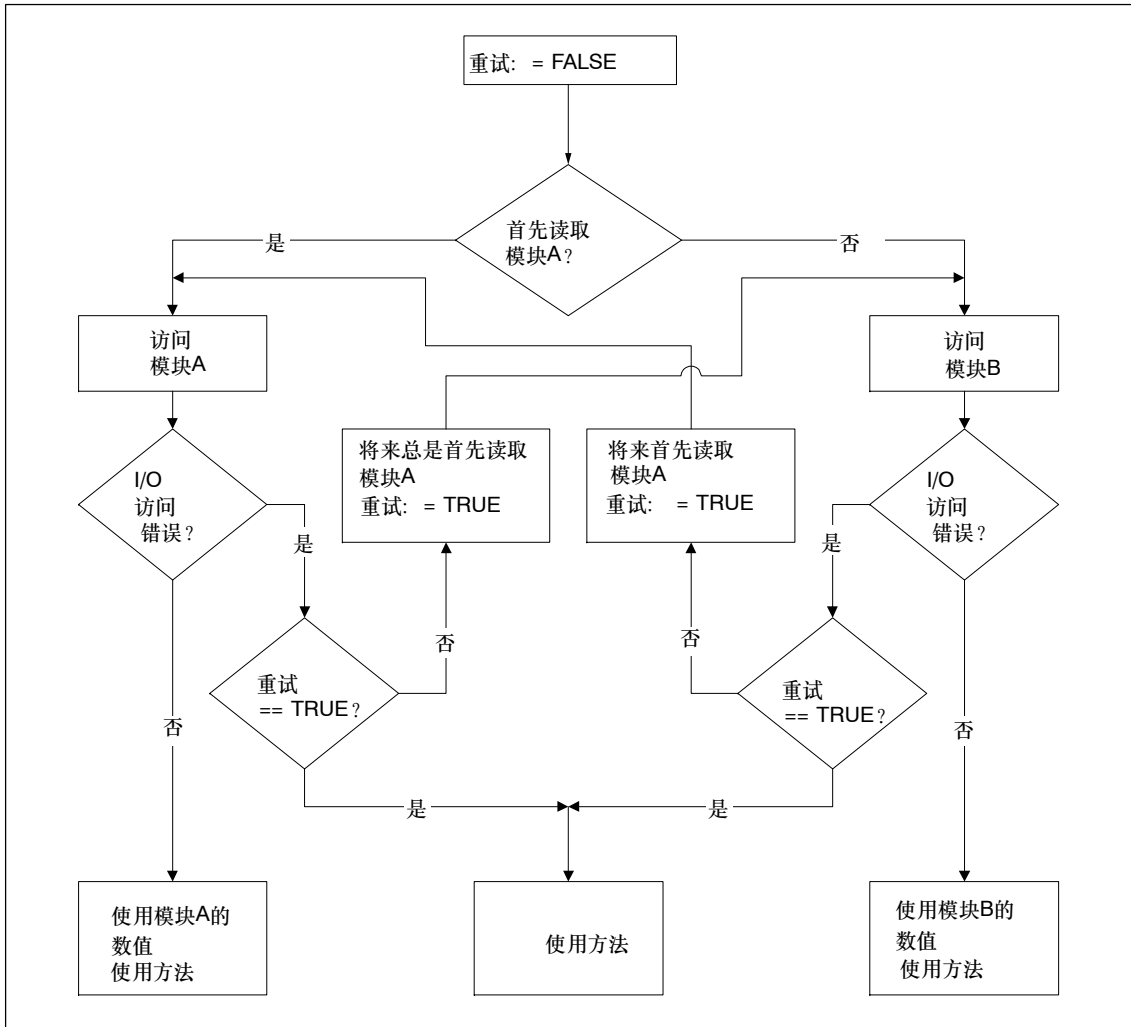 重试: = FALSE
首先读取
模块A?
是
否
访问
模块A
访问
模块B
将来总是首先读取
模块A
重试: = TRUE
将来首先读取
模块A
重试: = TRUE
I/O
访问
错误?
I/O
访问
错误?
是
是
否
否
重试
== TRUE?
重试
== TRUE?
否
否
是
是
使用模块A的
数值
使用方法
使用方法
使用模块B的
数值
使用方法